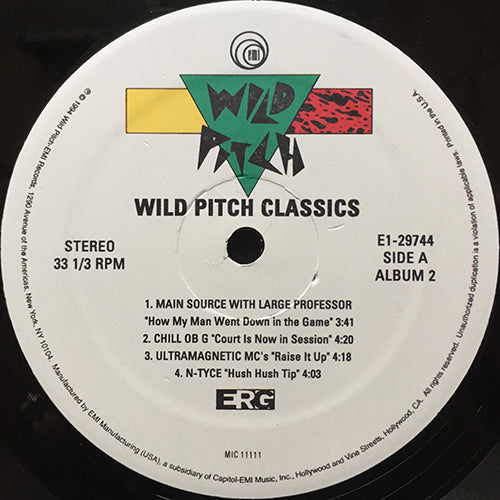 emi
WILD
PITCH
WILD PITCH CLASSICS
STEREO
33 1/3 RPM
E1-29744
SIDE A
ALBUM 2
1. MAIN SOURCE WITH LARGE PROFESSOR
"How My Man Went Down in the Game" 3:41
2. CHILL OB G "Court Is Now in Session" 4:20
3. ULTRAMAGNETIC MC's "Raise It Up" 4:18
4. N-TYCE "Hush Hush Tip" 4:03
ERG
MIC 11111
℗ © 1994 Wild Pitch-EMI Records, 1290 Avenue of the Americas, New York, NY 10104. Manufactured by EMI Manufacturing (USA), a subsidiary of Capitol-EMI Music, Inc., Hollywood and Vine Streets, Hollywood, CA. All rights reserved. Unauthorized duplication is a violation of applicable laws. Printed in the U.S.A.